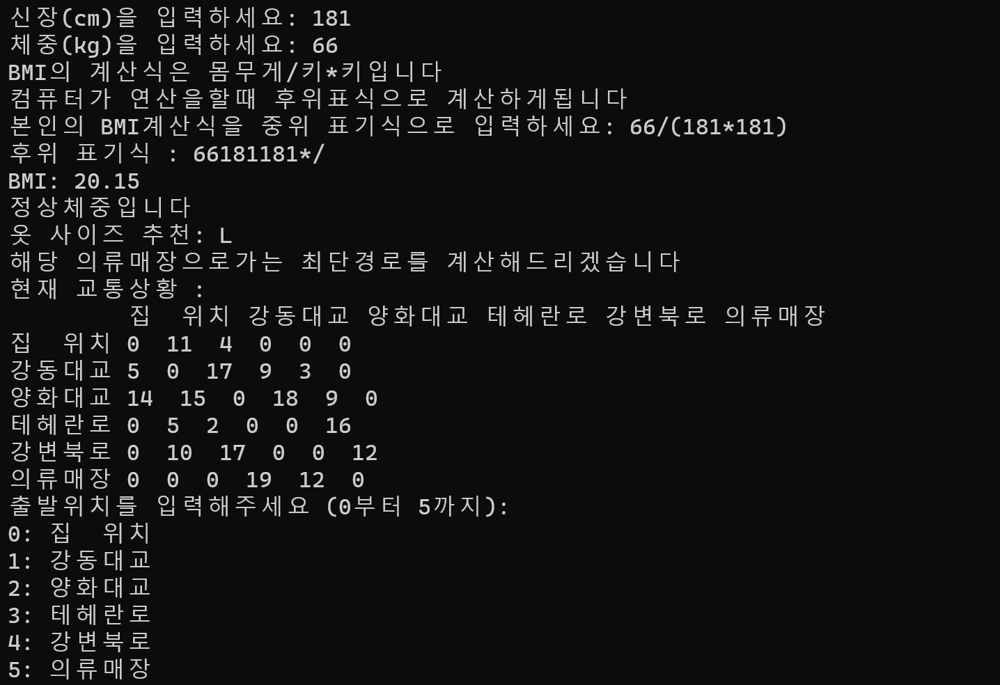 신장(cm)을 입력하세요: 181
체중(kg)을 입력하세요: 66
BMI의 계산식은 몸무게/키*키입니다
컴퓨터가 연산을할때 후위표식으로 계산하게됩니다
본인의 BMI계산식을 중위 표기식으로 입력하세요: 66/(181*181)
후위 표기식 : 66181181*/
BMI: 20.15
정상체중입니다
옷 사이즈 추천: L
해당 의류매장으로가는 최단경로를 계산해드리겠습니다
현재 교통상황 :
집  위치 강동대교 양화대교 테헤란로 강변북로 의류매장
집  위치 0  11  4  0  0  0
강동대교 5  0  17  9  3  0
양화대교 14  15  0  18  9  0
테헤란로 0  5  2  0  0  16
강변북로 0  10  17  0  0  12
의류매장 0  0  0  19  12  0
출발위치를 입력해주세요 (0부터 5까지):
0: 집  위치
1: 강동대교
2: 양화대교
3: 테헤란로
4: 강변북로
5: 의류매장